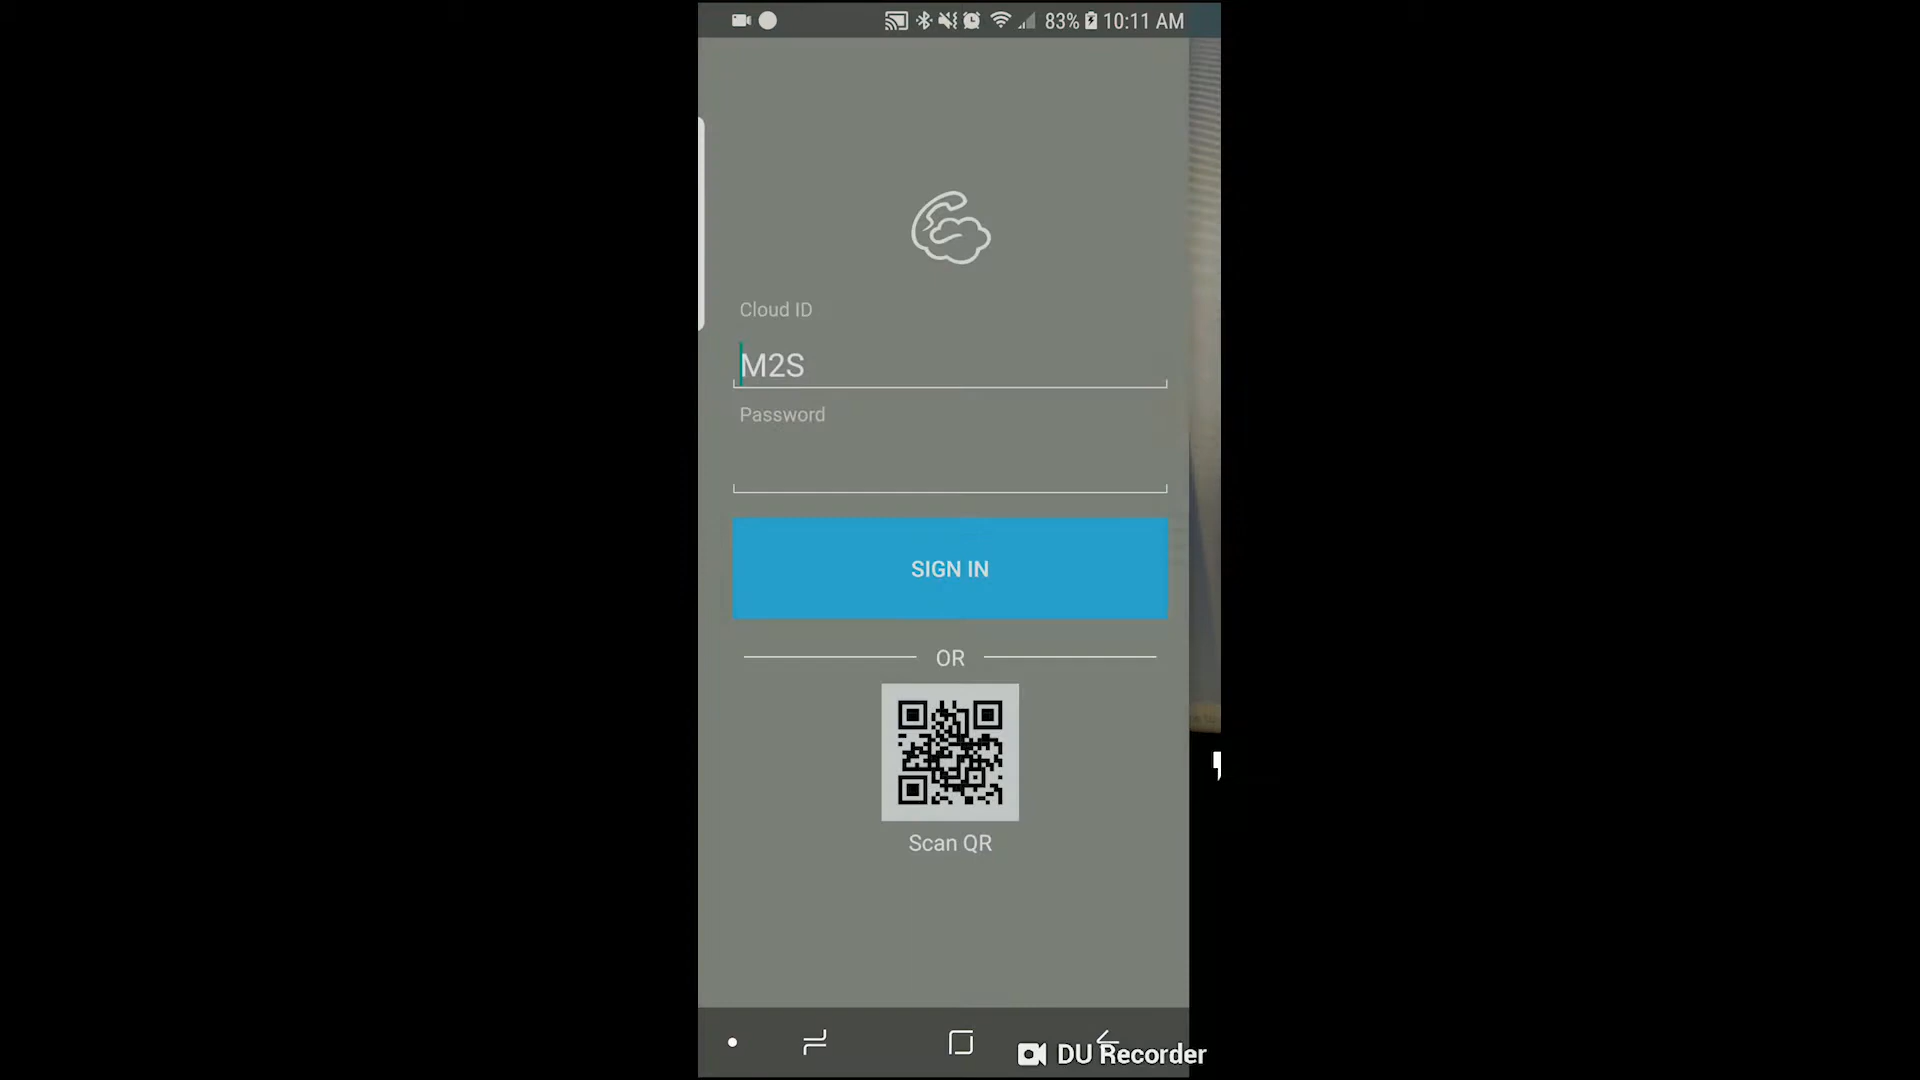 83% 10:11 AM
Cloud ID
M2S
Password
SIGN IN
OR
Scan QR
DU Recorder